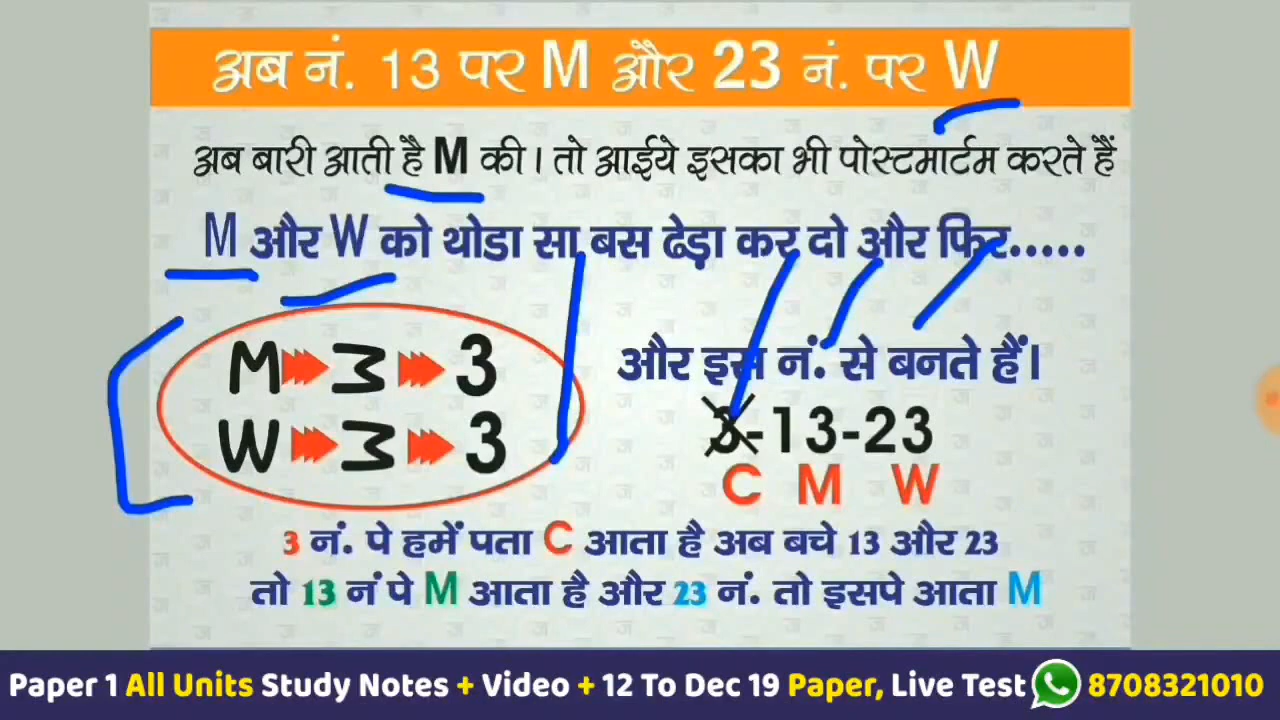 अब नं. 13 पर M और 23 नं. पर W
अब बारी आती है M की। तो आईये इसका भी पोस्टमार्टम करते हैं
M और W को थोडा सा बस ढेड़ा कर दो और फिर.....
M 3 3
W 3 3
और इस नं. से बनते हैं।
3-13-23
C M W
3 नं. पे हमें पता C आता है अब बचे 13 और 23
तो 13 नं पे M आता है और 23 नं. तो इसपे आता M
Paper 1 All Units Study Notes + Video + 12 To Dec 19 Paper, Live Test 8708321010